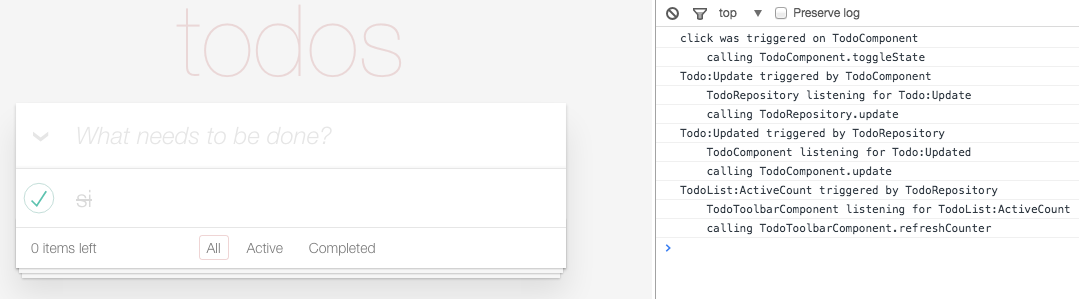 todos
What needs to be done?
si
0 items left
All
Active
Completed
top
Preserve log
click was triggered on TodoComponent
calling TodoComponent.toggleState
Todo:Update triggered by TodoComponent
TodoRepository listening for Todo:Update
calling TodoRepository.update
Todo:Updated triggered by TodoRepository
TodoComponent listening for Todo:Updated
calling TodoComponent.update
TodoList:ActiveCount triggered by TodoRepository
TodoToolbarComponent listening for TodoList:ActiveCount
calling TodoToolbarComponent.refreshCounter